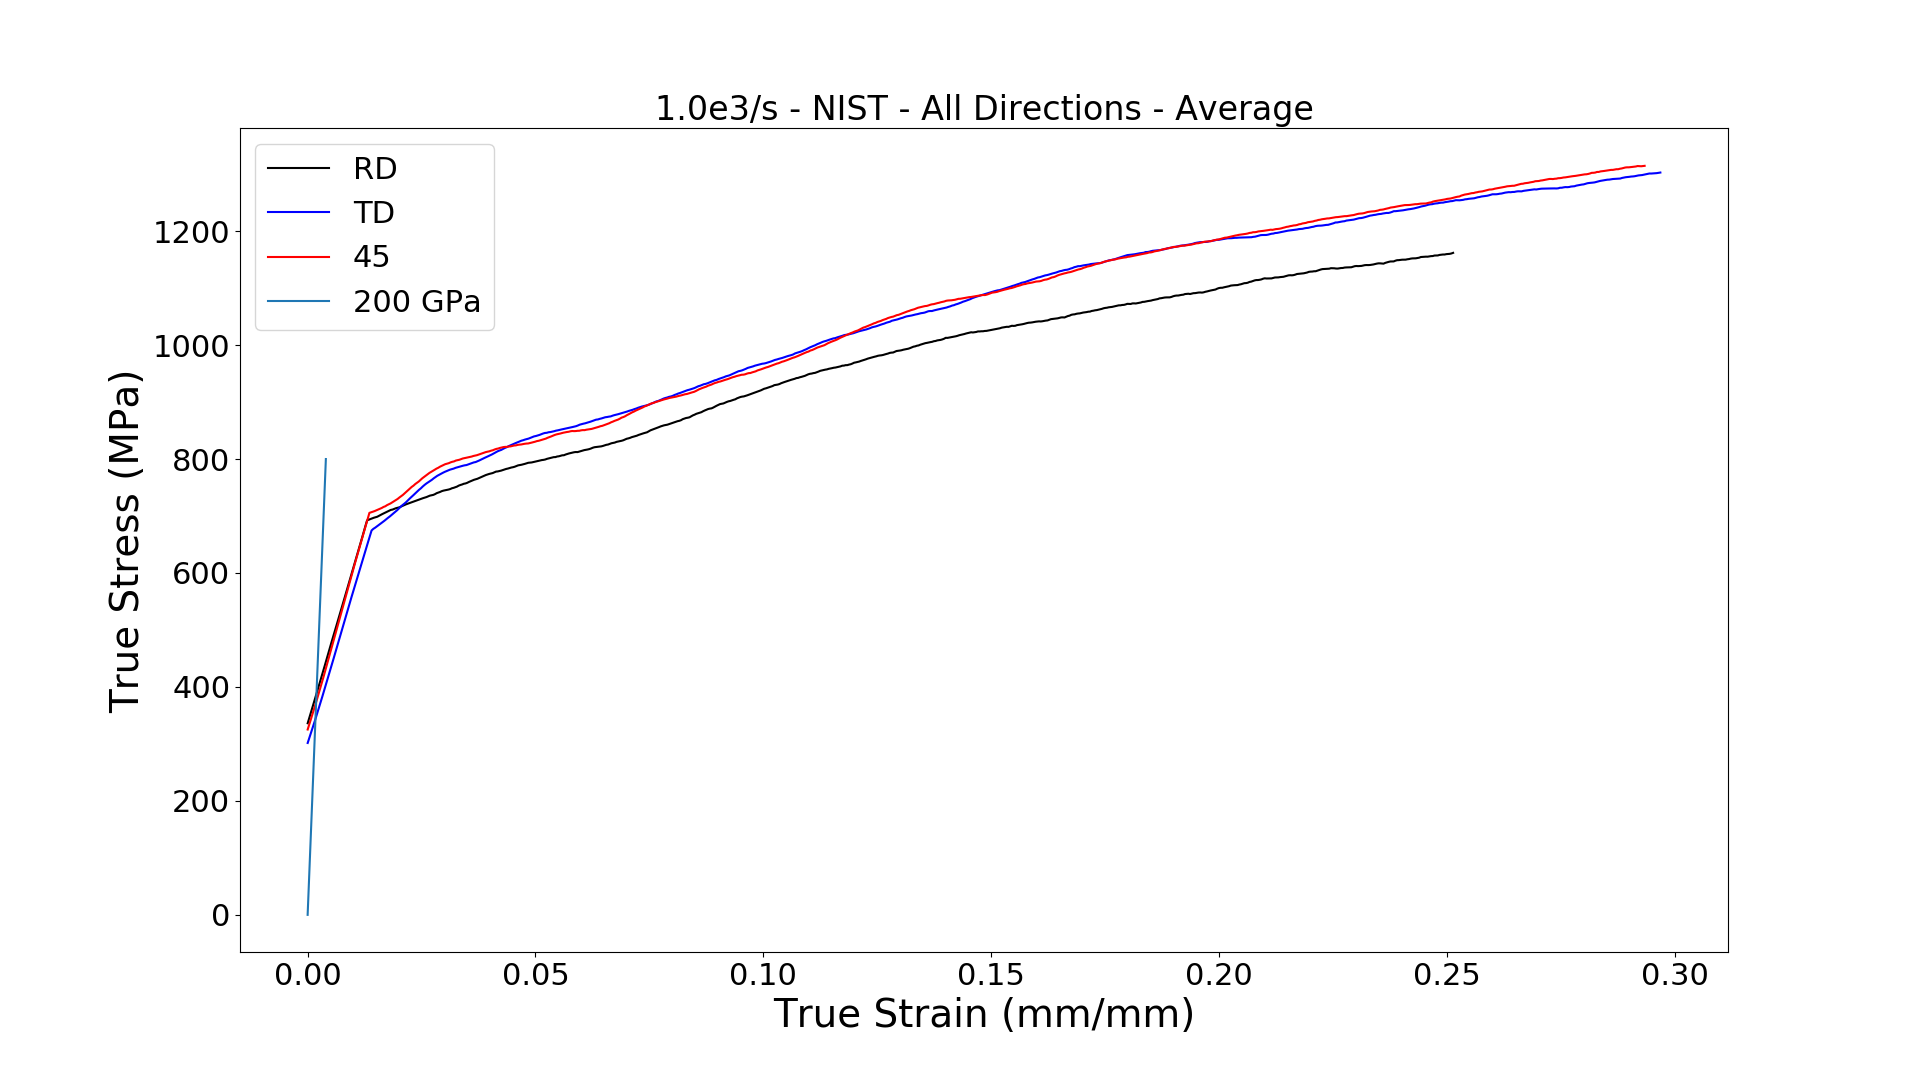 1.0e3/s - NIST - All Directions - Average
RD
TD
45
200 GPa
True Stress (MPa)
1200
1000
800
600
400
200
0
0.00 0.05 0.10 0.15 0.20 0.25 0.30
True Strain (mm/mm)